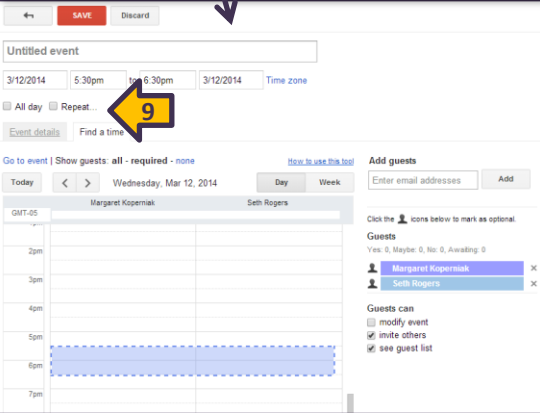 SAVE Discard
Untitled event
3/12/2014 5:30pm to 6:30pm 3/12/2014 Time zone
All day Repeat... 9
Event details Find a time
Go to event | Show guests: all - required - none How to use this tool Add guests
Enter email addresses Add
Today < > Wednesday, Mar 12, 2014 Day Week
Margaret Koperniak Seth Rogers
GMT-05
Click the icons below to mark as optional.
Guests
Yes: 0, Maybe: 0, No: 0, Awaiting: 0
Margaret Koperniak ×
Seth Rogers ×
Guests can
modify event
invite others
see guest list
2pm
3pm
4pm
5pm
6pm
7pm